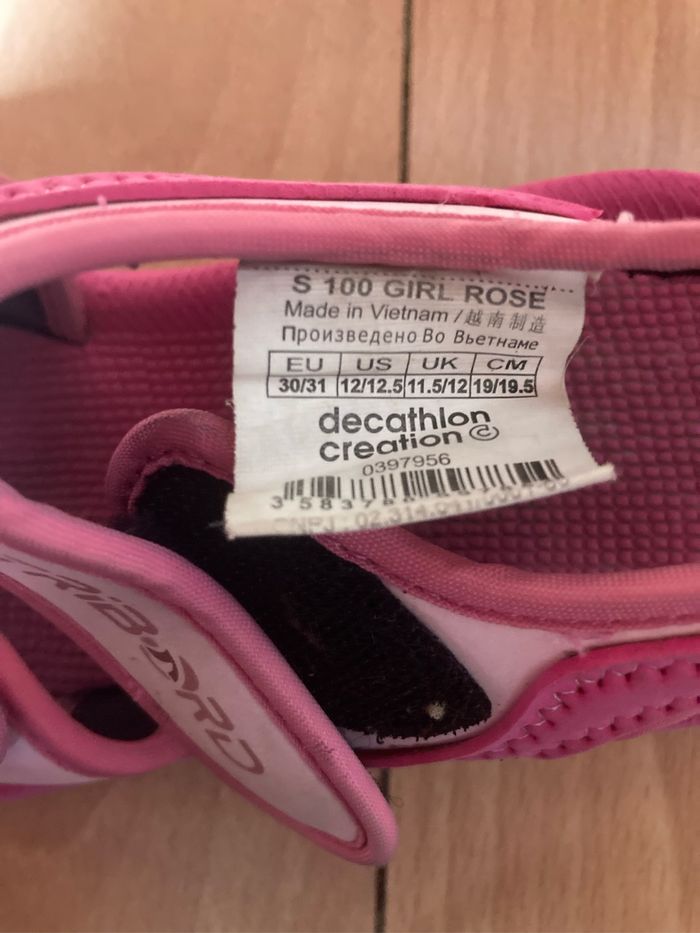 S 100 GIRL ROSE
Made in Vietnam / 越南制造
Произведено Во Вьетнаме
EU US UK CM
30/31 12/12.5 11.5/12 19/19.5
decathlon
creation ©
0397956
TRIBORD